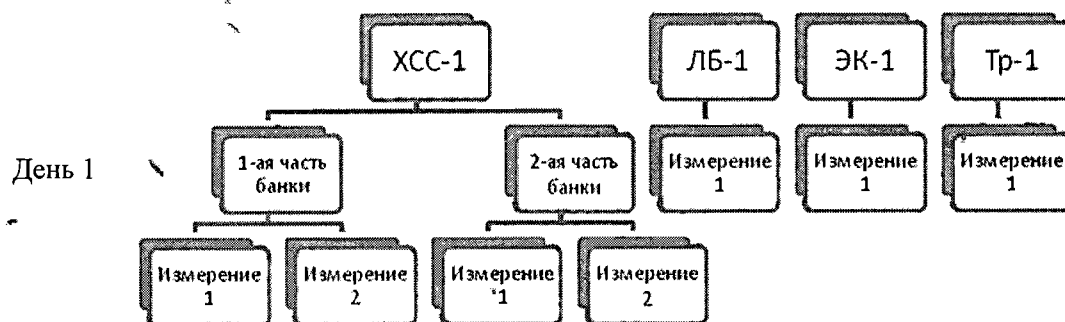 ХСС-1
ЛБ-1
ЭК-1
Тр-1
День 1
1-ая часть
банки
2-ая часть
банки
Измерение
1
Измерение
1
Измерение
1
Измерение
1
Измерение
2
Измерение
1
Измерение
2